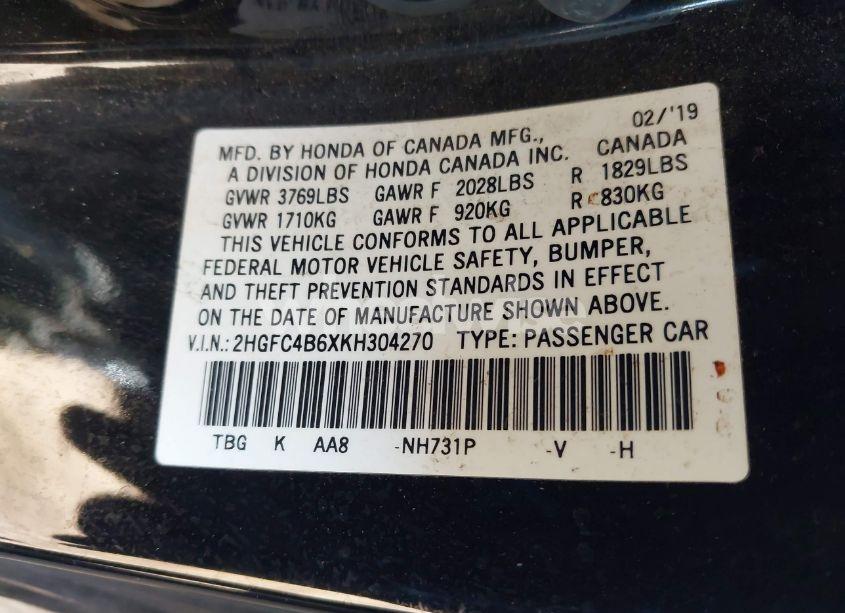 02/'19
MFD. BY HONDA OF CANADA MFG., CANADA
A DIVISION OF HONDA CANADA INC.
GVWR 3769LBS GAWR F 2028LBS R 1829LBS
GVWR 1710KG GAWR F 920KG R 830KG
THIS VEHICLE CONFORMS TO ALL APPLICABLE
FEDERAL MOTOR VEHICLE SAFETY, BUMPER,
AND THEFT PREVENTION STANDARDS IN EFFECT
ON THE DATE OF MANUFACTURE SHOWN ABOVE.
V.I.N.: 2HGFC4B6XKH304270 TYPE: PASSENGER CAR
TBG K AA8 -NH731P -V -H